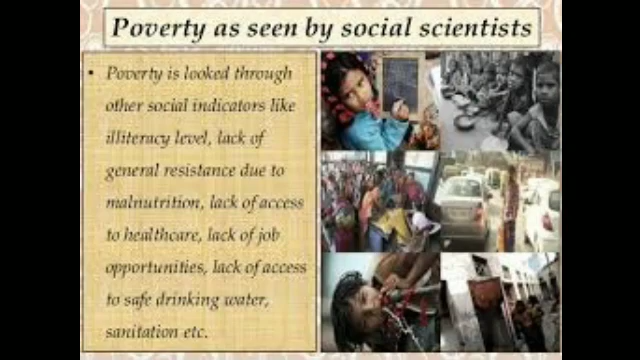 Poverty as seen by social scientists
• Poverty is looked through
other social indicators like
illiteracy level, lack of
general resistance due to
malnutrition, lack of access
to healthcare, lack of job
opportunities, lack of access
to safe drinking water,
sanitation etc.